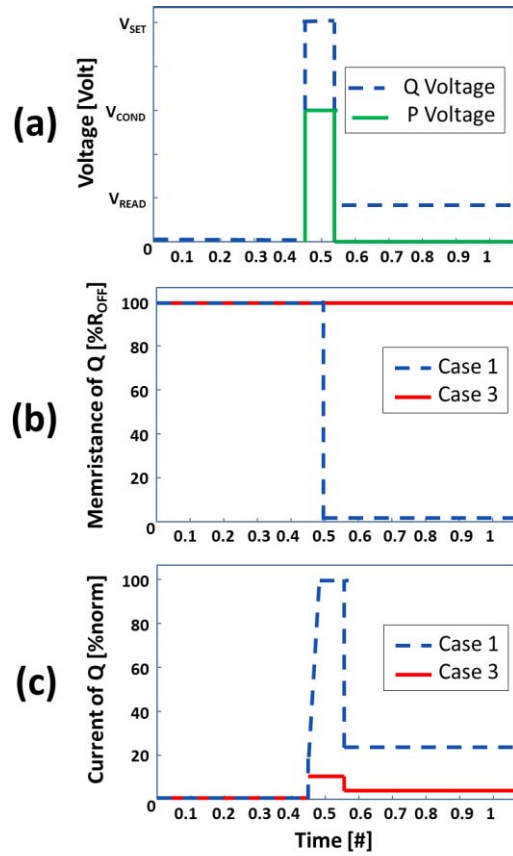 (a)
Voltage [Volt]
V_SET
V_COND
V_READ
0
Q Voltage
P Voltage
0.1 0.2 0.3 0.4 0.5 0.6 0.7 0.8 0.9 1
(b)
Memristance of Q [%R_OFF]
100
80
60
40
20
0
Case 1
Case 3
0.1 0.2 0.3 0.4 0.5 0.6 0.7 0.8 0.9 1
(c)
Current of Q [%norm]
100
80
60
40
20
0
Case 1
Case 3
0.1 0.2 0.3 0.4 0.5 0.6 0.7 0.8 0.9 1
Time [#]